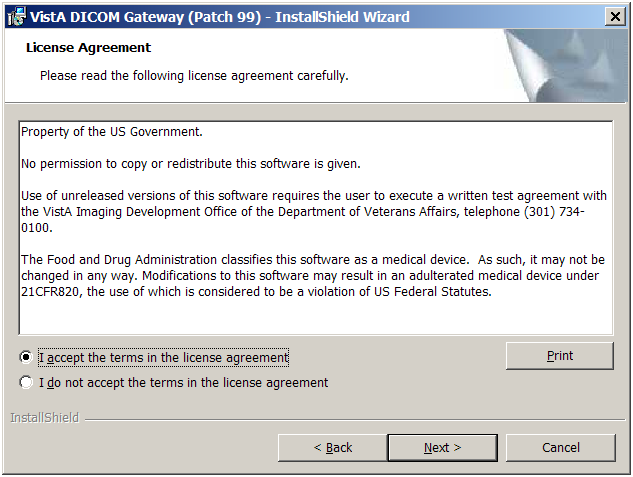 VistA DICOM Gateway (Patch 99) - InstallShield Wizard
License Agreement
Please read the following license agreement carefully.
Property of the US Government.
No permission to copy or redistribute this software is given.
Use of unreleased versions of this software requires the user to execute a written test agreement with
the VistA Imaging Development Office of the Department of Veterans Affairs, telephone (301) 734-
0100.
The Food and Drug Administration classifies this software as a medical device.  As such, it may not be
changed in any way. Modifications to this software may result in an adulterated medical device under
21CFR820, the use of which is considered to be a violation of US Federal Statutes.
I accept the terms in the license agreement
Print
I do not accept the terms in the license agreement
InstallShield
< Back
Next >
Cancel